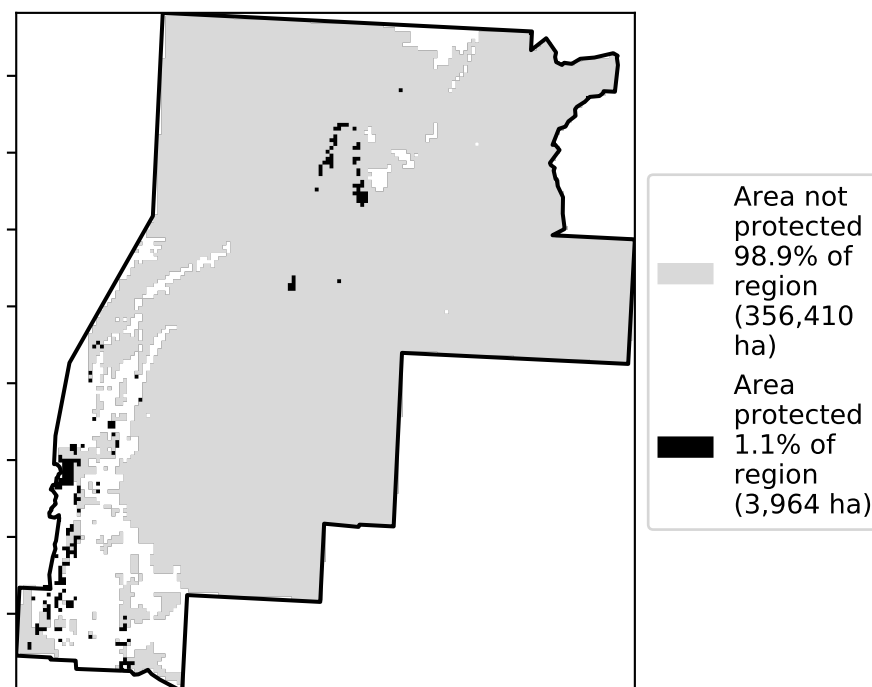 Area not
protected
98.9% of
region
(356,410
ha)
Area
protected
1.1% of
region
(3,964 ha)